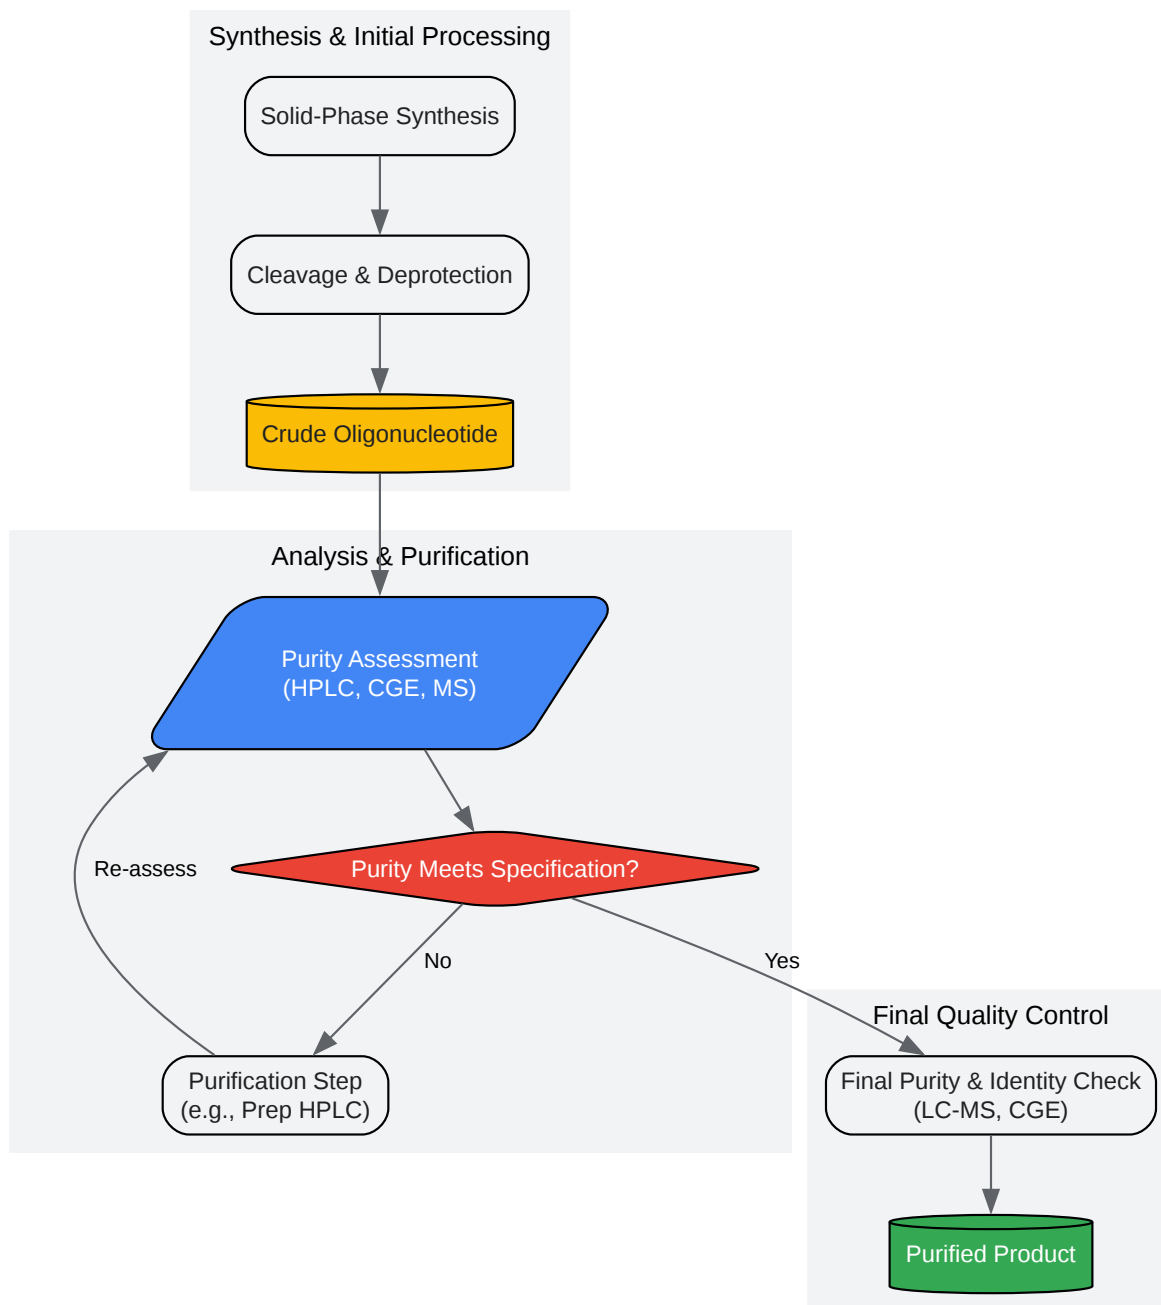 Synthesis & Initial Processing
Solid-Phase Synthesis
Cleavage & Deprotection
Crude Oligonucleotide
Analysis & Purification
Purity Assessment
(HPLC, CGE, MS)
Re-assess
Purity Meets Specification?
No
Yes
Purification Step
(e.g., Prep HPLC)
Final Quality Control
Final Purity & Identity Check
(LC-MS, CGE)
Purified Product